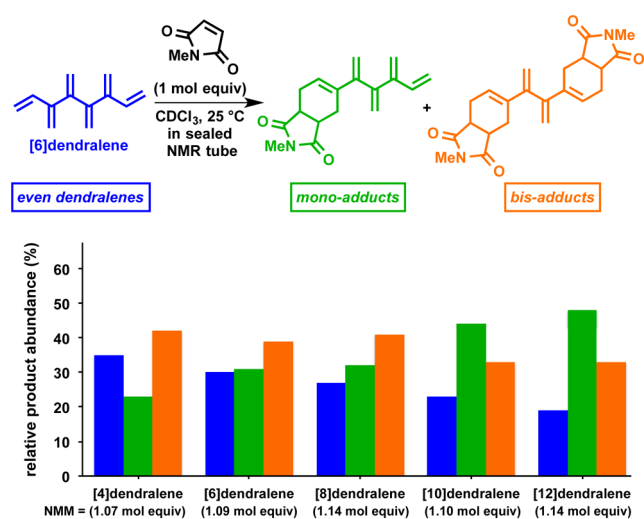 O
N
MeN
O
O
MeN
(1 mol equiv)
CDCl3, 25 °C
in sealed
NMR tube
+
[6]dendralene
O
MeN
O
O
MeN
O
O
NMe
O
even dendralenes
mono-adducts
bis-adducts
relative product abundance (%)
60
50
40
30
20
10
0
[4]dendralene [6]dendralene [8]dendralene [10]dendralene [12]dendralene
NMM = (1.07 mol equiv) (1.09 mol equiv) (1.14 mol equiv) (1.10 mol equiv) (1.14 mol equiv)